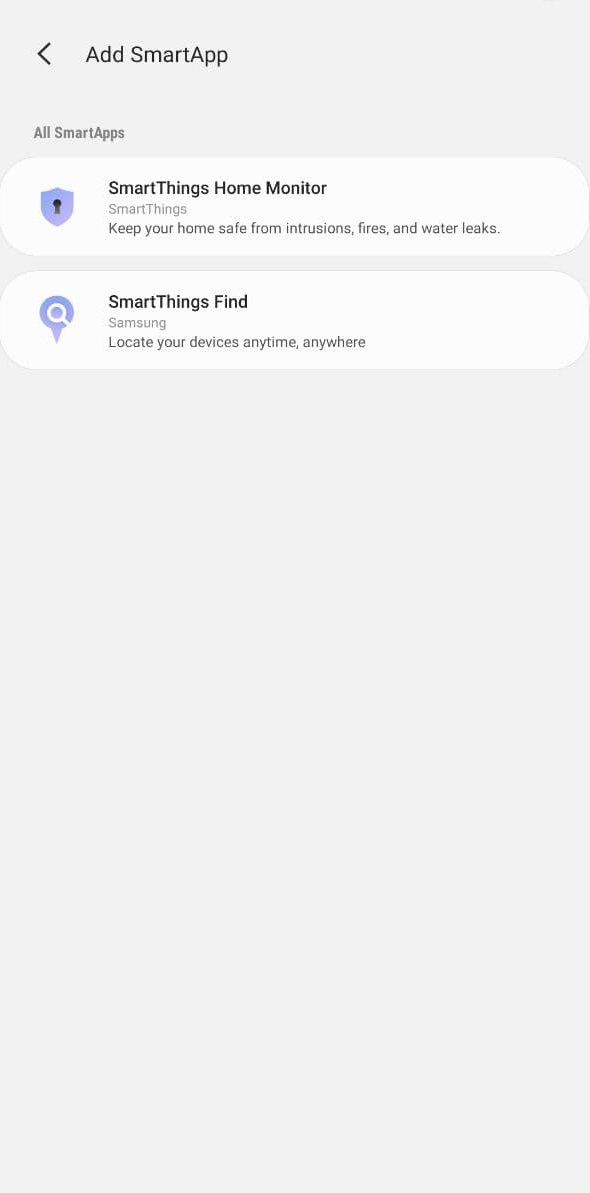 Add SmartApp
All SmartApps
SmartThings Home Monitor
SmartThings
Keep your home safe from intrusions, fires, and water leaks.
SmartThings Find
Samsung
Locate your devices anytime, anywhere